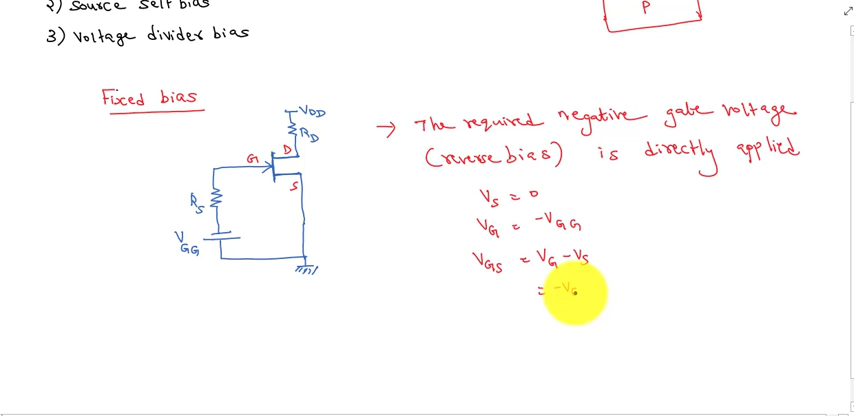 2) Source self bias
3) Voltage divider bias
P
Fixed bias
VDD
RD
D
G
S
RS
VGG
→ The required negative gate voltage
(reverse bias) is directly applied
VS = 0
VG = -VGG
VGS = VG - VS
= -VG